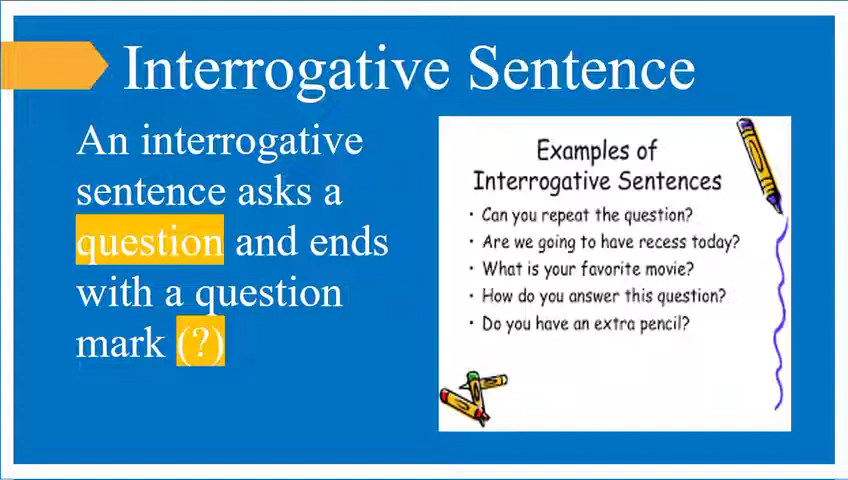 Interrogative Sentence
An interrogative
sentence asks a
question and ends
with a question
mark (?)
Examples of
Interrogative Sentences
• Can you repeat the question?
• Are we going to have recess today?
• What is your favorite movie?
• How do you answer this question?
• Do you have an extra pencil?